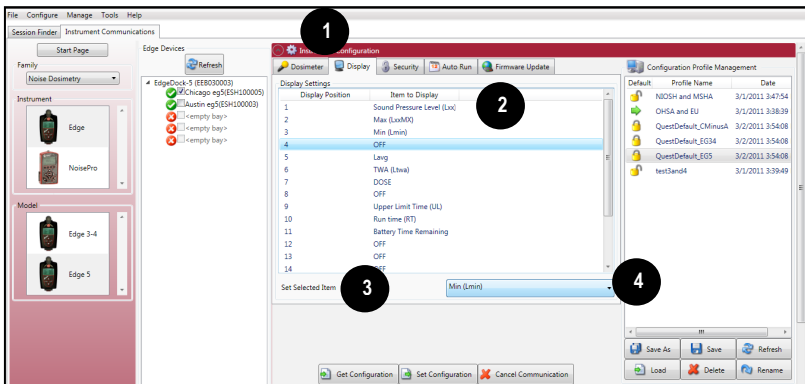 File Configure Manage Tools Help
Session Finder Instrument Communications
1
Start Page
Family
Noise Dosimetry
Instrument
Edge
NoisePro
Model
Edge 3-4
Edge 5
Edge Devices
Refresh
EdgeDock-5 (EEB030003)
Chicago eg5(ESH100005)
Austin eg5(ESH100003)
<empty bay>
<empty bay>
<empty bay>
Configuration
Dosimeter Display Security Auto Run Firmware Update
Display Settings
Display Position Item to Display
1 Sound Pressure Level (Lxx)
2 Max (LxxMX)
3 Min (Lmin)
4 OFF
5 Lavg
6 TWA (Ltwa)
7 DOSE
8 OFF
9 Upper Limit Time (UL)
10 Run time (RT)
11 Battery Time Remaining
12 OFF
13 OFF
14 OFF
2
Set Selected Item
3
Min (Lmin)
4
Get Configuration Set Configuration Cancel Communication
Configuration Profile Management
Default Profile Name Date
NIOSH and MSHA 3/1/2011 3:47:54
OHSA and EU 3/1/2011 3:38:39
QuestDefault_CMinusA 3/2/2011 3:54:08
QuestDefault_EG34 3/2/2011 3:54:08
QuestDefault_EG5 3/2/2011 3:54:08
test3and4 3/1/2011 3:39:49
Save As Save Refresh
Load Delete Rename